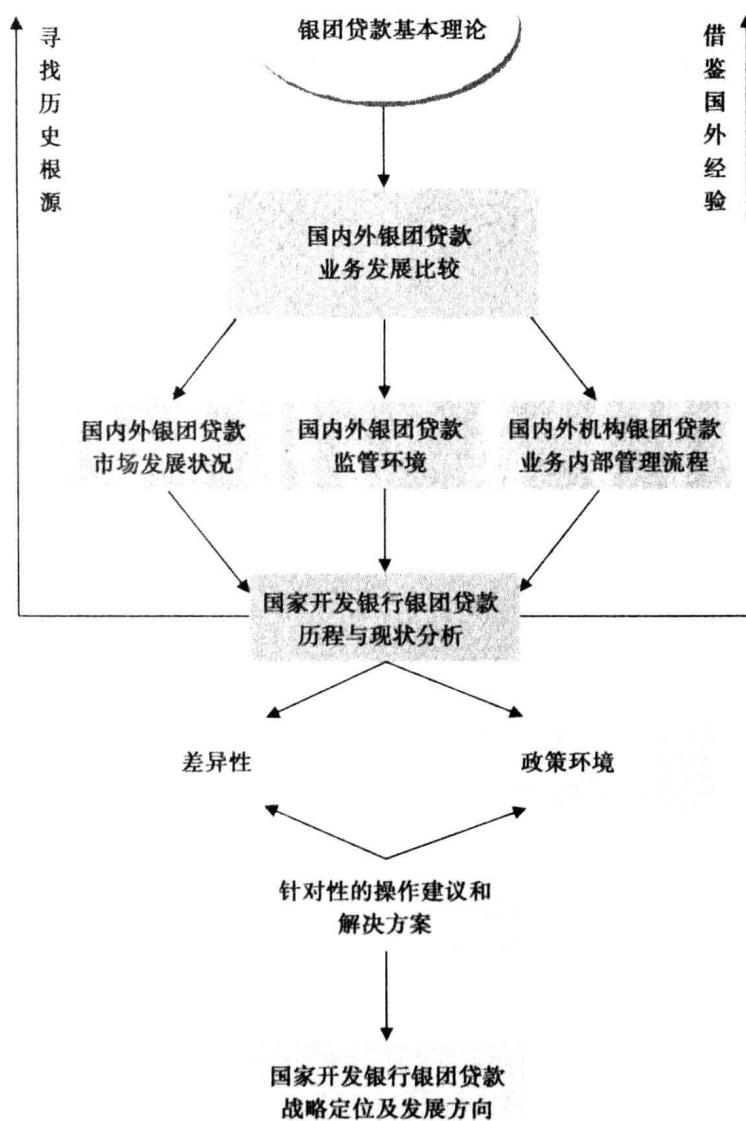 银团贷款基本理论
寻找历史根源
借鉴国外经验
国内外银团贷款
业务发展比较
国内外银团贷款
市场发展状况
国内外银团贷款
监管环境
国内外机构银团贷款
业务内部管理流程
国家开发银行银团贷款
历程与现状分析
差异性
政策环境
针对性的操作建议和
解决方案
国家开发银行银团贷款
战略定位及发展方向